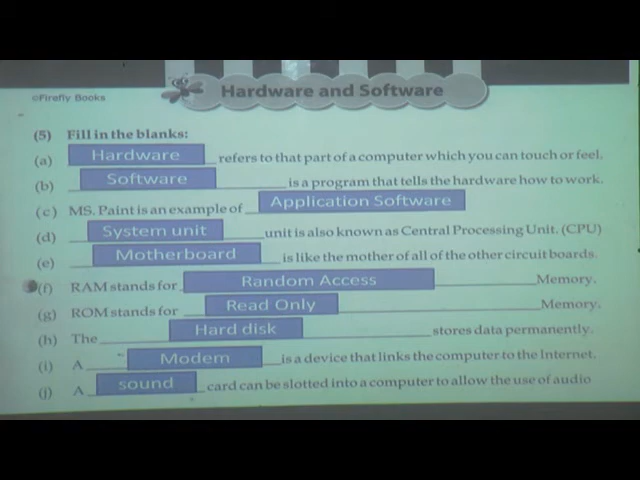 Hardware and Software
©Firefly Books
(5) Fill in the blanks:
(a) Hardware refers to that part of a computer which you can touch or feel.
(b) Software is a program that tells the hardware how to work.
(c) MS. Paint is an example of Application Software
(d) System unit unit is also known as Central Processing Unit. (CPU)
(e) Motherboard is like the mother of all of the other circuit boards.
(f) RAM stands for Random Access Memory.
(g) ROM stands for Read Only Memory.
(h) The Hard disk stores data permanently.
(i) A Modem is a device that links the computer to the Internet.
(j) A sound card can be slotted into a computer to allow the use of audio